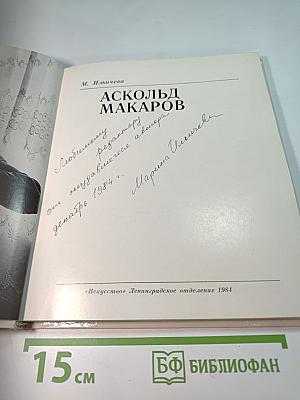 М. Ильичева
АСКОЛЬД
МАКАРОВ
Любимому
редактору
от неудавшегося автора
декабрь 1984 г.
Марина Ильичева
«Искусство» Ленинградское отделение 1984
15 см
БФ БИБЛИОФАН